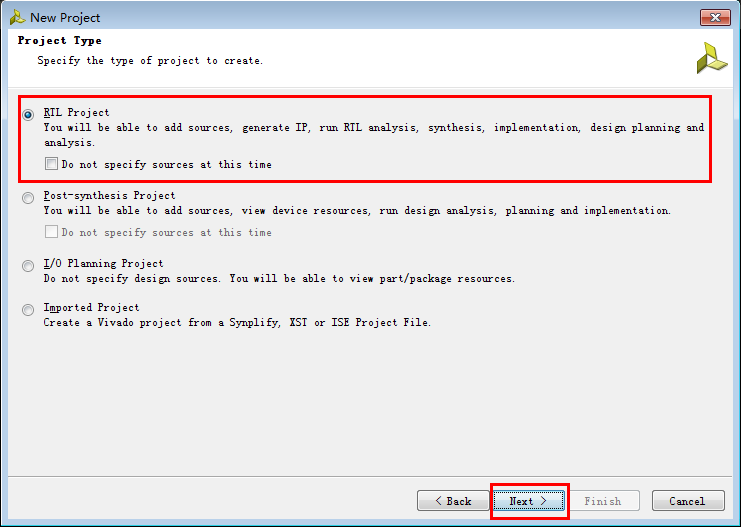 New Project
Project Type
Specify the type of project to create.
RTL Project
You will be able to add sources, generate IP, run RTL analysis, synthesis, implementation, design planning and
analysis.
Do not specify sources at this time
Post-synthesis Project
You will be able to add sources, view device resources, run design analysis, planning and implementation.
Do not specify sources at this time
I/O Planning Project
Do not specify design sources. You will be able to view part/package resources.
Imported Project
Create a Vivado project from a Synplify, XST or ISE Project File.
< Back Next > Finish Cancel